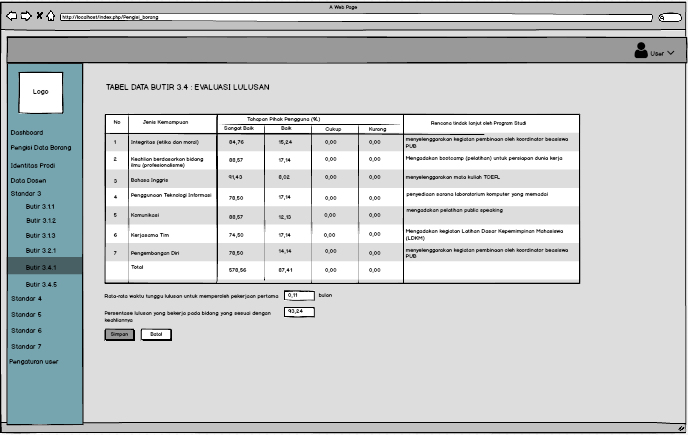 A Web Page
http://localhost/index.php/Pengisi_borang
User
Logo
TABEL DATA BUTIR 3.4 : EVALUASI LULUSAN
Dashboard
Pengisi Data Borang
Identitas Prodi
Data Dosen
Standar 3
Butir 3.1.1
Butir 3.1.2
Butir 3.1.3
Butir 3.2.1
Butir 3.4.1
Butir 3.4.5
Standar 4
Standar 5
Standar 6
Standar 7
Pengaturan user
No Jenis Kemampuan Tahapan Pihak Pengguna (%) Rencana tindak lanjut oleh Program Studi
Sangat Baik Baik Cukup Kurang
1 Integritas (etika dan moral) 84,76 15,24 0,00 0,00 menyelenggarakan kegiatan pembinaan oleh koordinator beasiswa
PUB
2 Keahlian berdasarkan bidang
ilmu (profesionalisme) 88,57 17,14 0,00 0,00 Mengadakan bootcamp (pelatihan) untuk persiapan dunia kerja
3 Bahasa Inggris 91,43 8,02 0,00 0,00 menyelenggarakan mata kuliah TOEFL
4 Penggunaan Teknologi Informasi 78,50 17,14 0,00 0,00 penyediaan sarana laboratorium komputer yang memadai
5 Komunikasi 88,57 12,13 0,00 0,00 mengadakan pelatihan public speaking
6 Kerjasama Tim 74,50 17,14 0,00 0,00 Mengadakan kegiatan Latihan Dasar Kepemimpinan Mahasiswa
(LDKM)
7 Pengembangan Diri 78,50 14,14 0,00 0,00 menyelenggarakan kegiatan pembinaan oleh koordinator beasiswa
PUB
Total 578,56 87,41 0,00 0,00
Rata-rata waktu tunggu lulusan untuk memperoleh pekerjaan pertama 0,11 bulan
Persentase lulusan yang bekerja pada bidang yang sesuai dengan
keahliannya 93,24
Simpan Batal